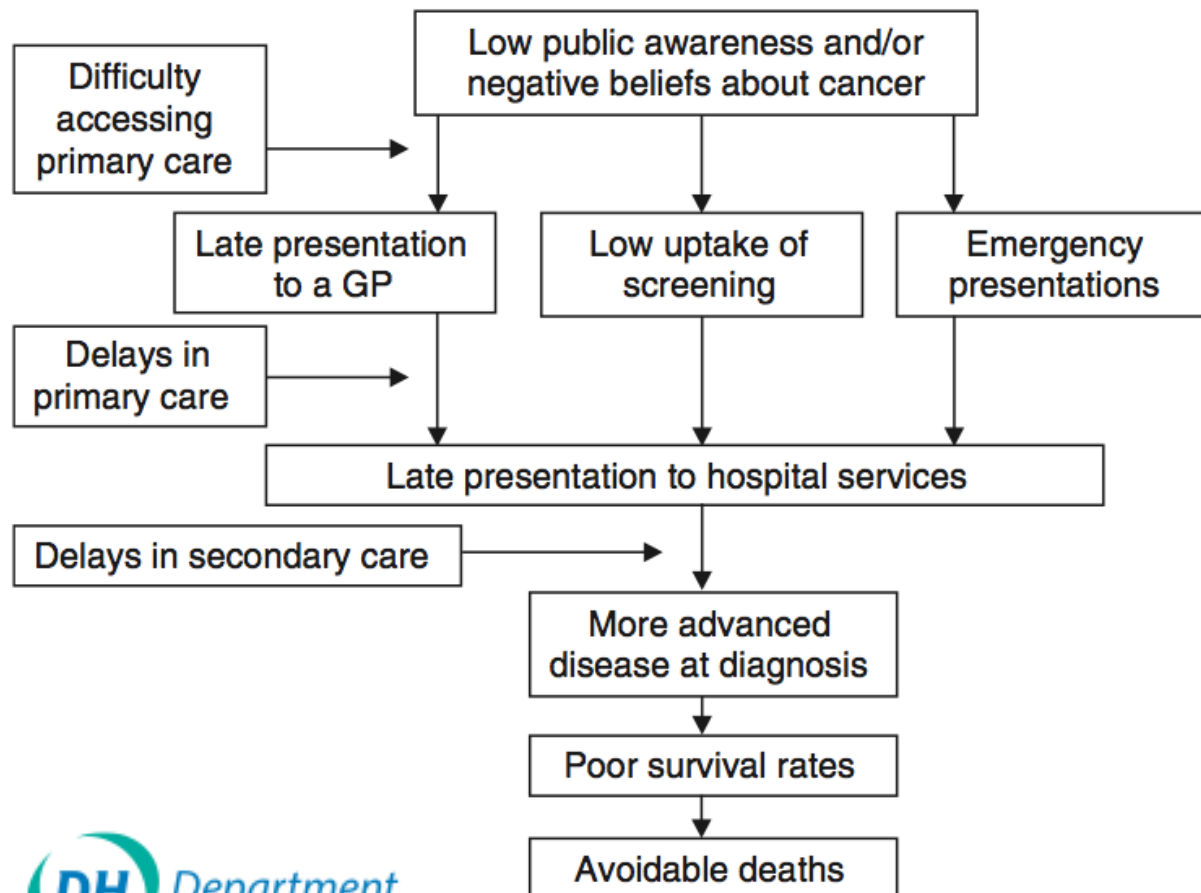 Low public awareness and/or
negative beliefs about cancer
Difficulty
accessing
primary care
Late presentation
to a GP
Low uptake of
screening
Emergency
presentations
Delays in
primary care
Late presentation to hospital services
Delays in secondary care
More advanced
disease at diagnosis
Poor survival rates
Avoidable deaths
DH Department